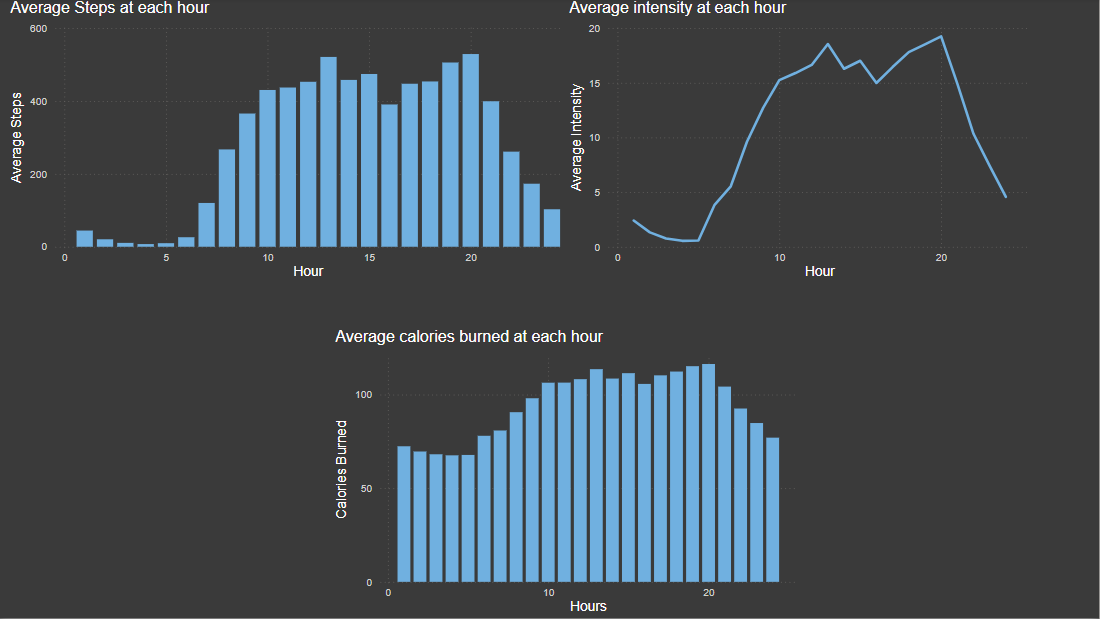 Average Steps at each hour
600
400
200
0
Average Steps
0 5 10 15 20
Hour
Average intensity at each hour
20
15
10
5
0
Average Intensity
0 10 20
Hour
Average calories burned at each hour
100
50
0
Calories Burned
0 10 20
Hours